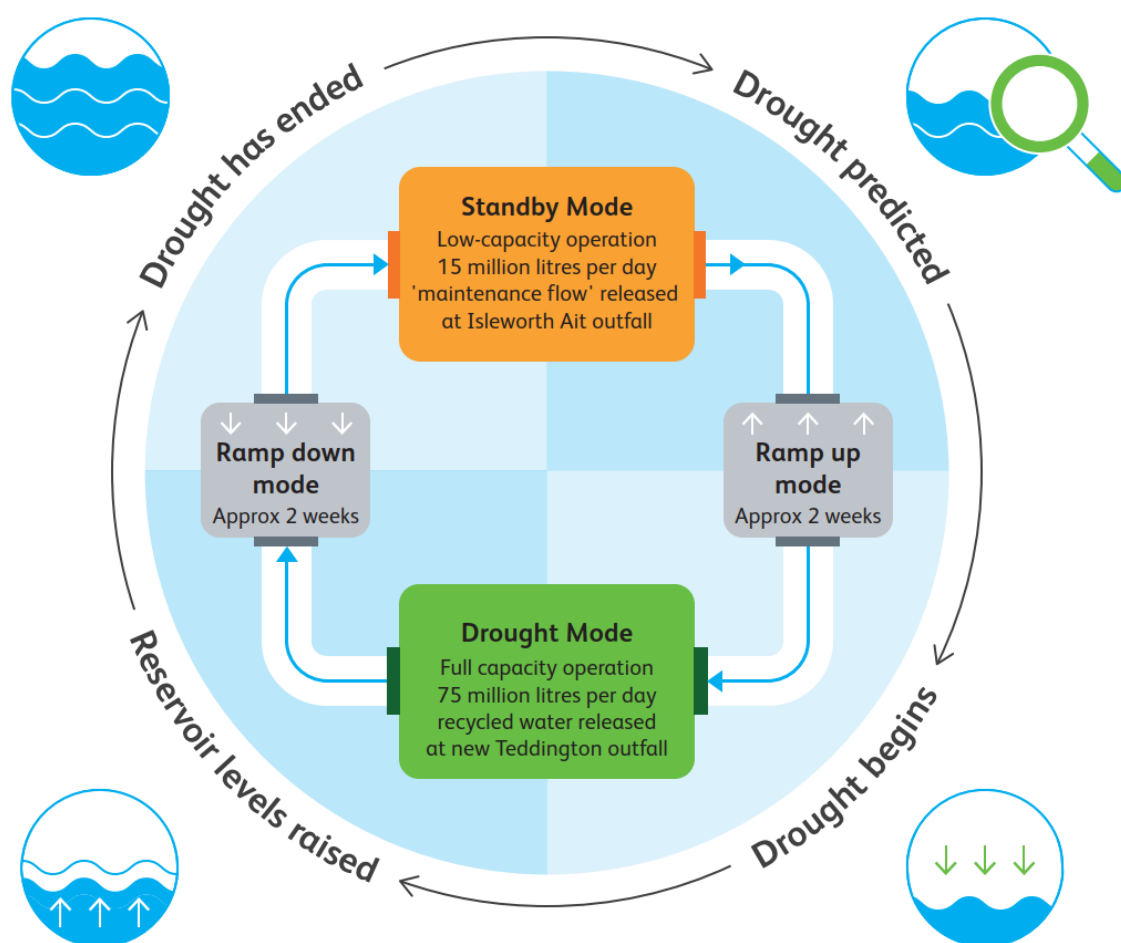 Drought has ended
Drought predicted
Standby Mode
Low-capacity operation
15 million litres per day
'maintenance flow' released
at Isleworth Ait outfall
Ramp down
mode
Approx 2 weeks
Ramp up
mode
Approx 2 weeks
Drought Mode
Full capacity operation
75 million litres per day
recycled water released
at new Teddington outfall
Reservoir levels raised
Drought begins